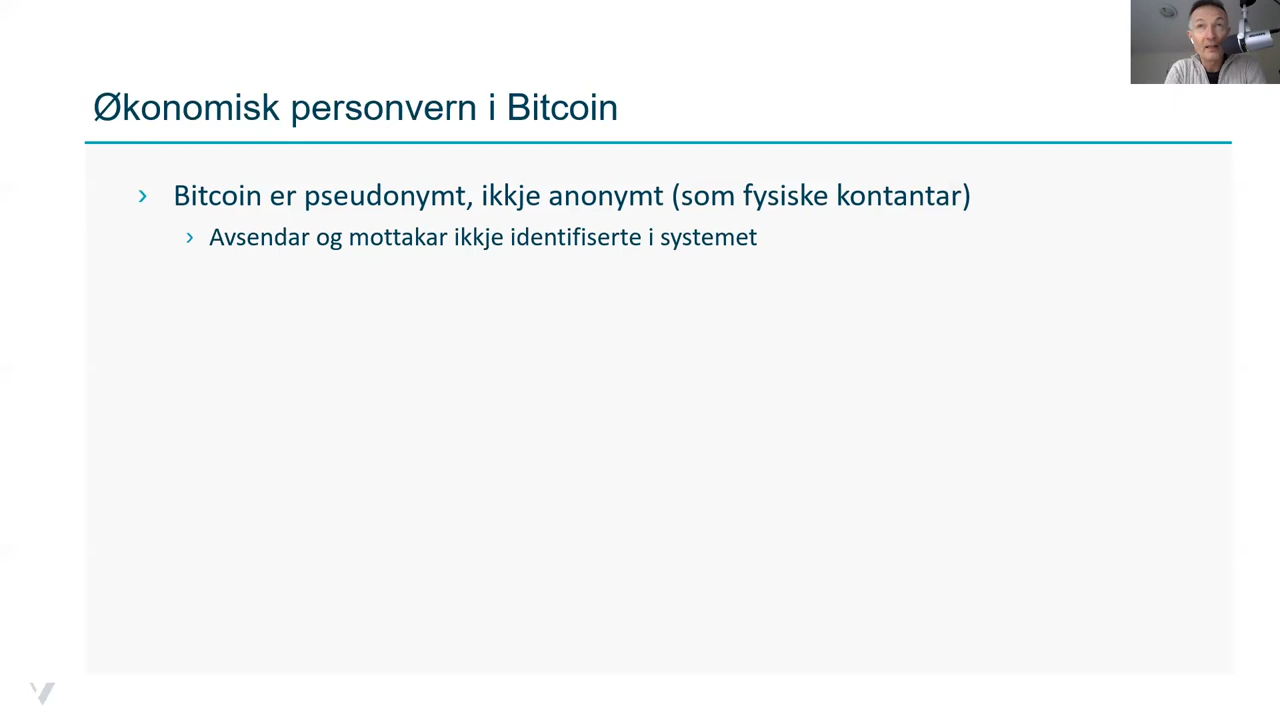 Økonomisk personvern i Bitcoin
Bitcoin er pseudonymt, ikkje anonymt (som fysiske kontantar)
Avsendar og mottakar ikkje identifiserte i systemet